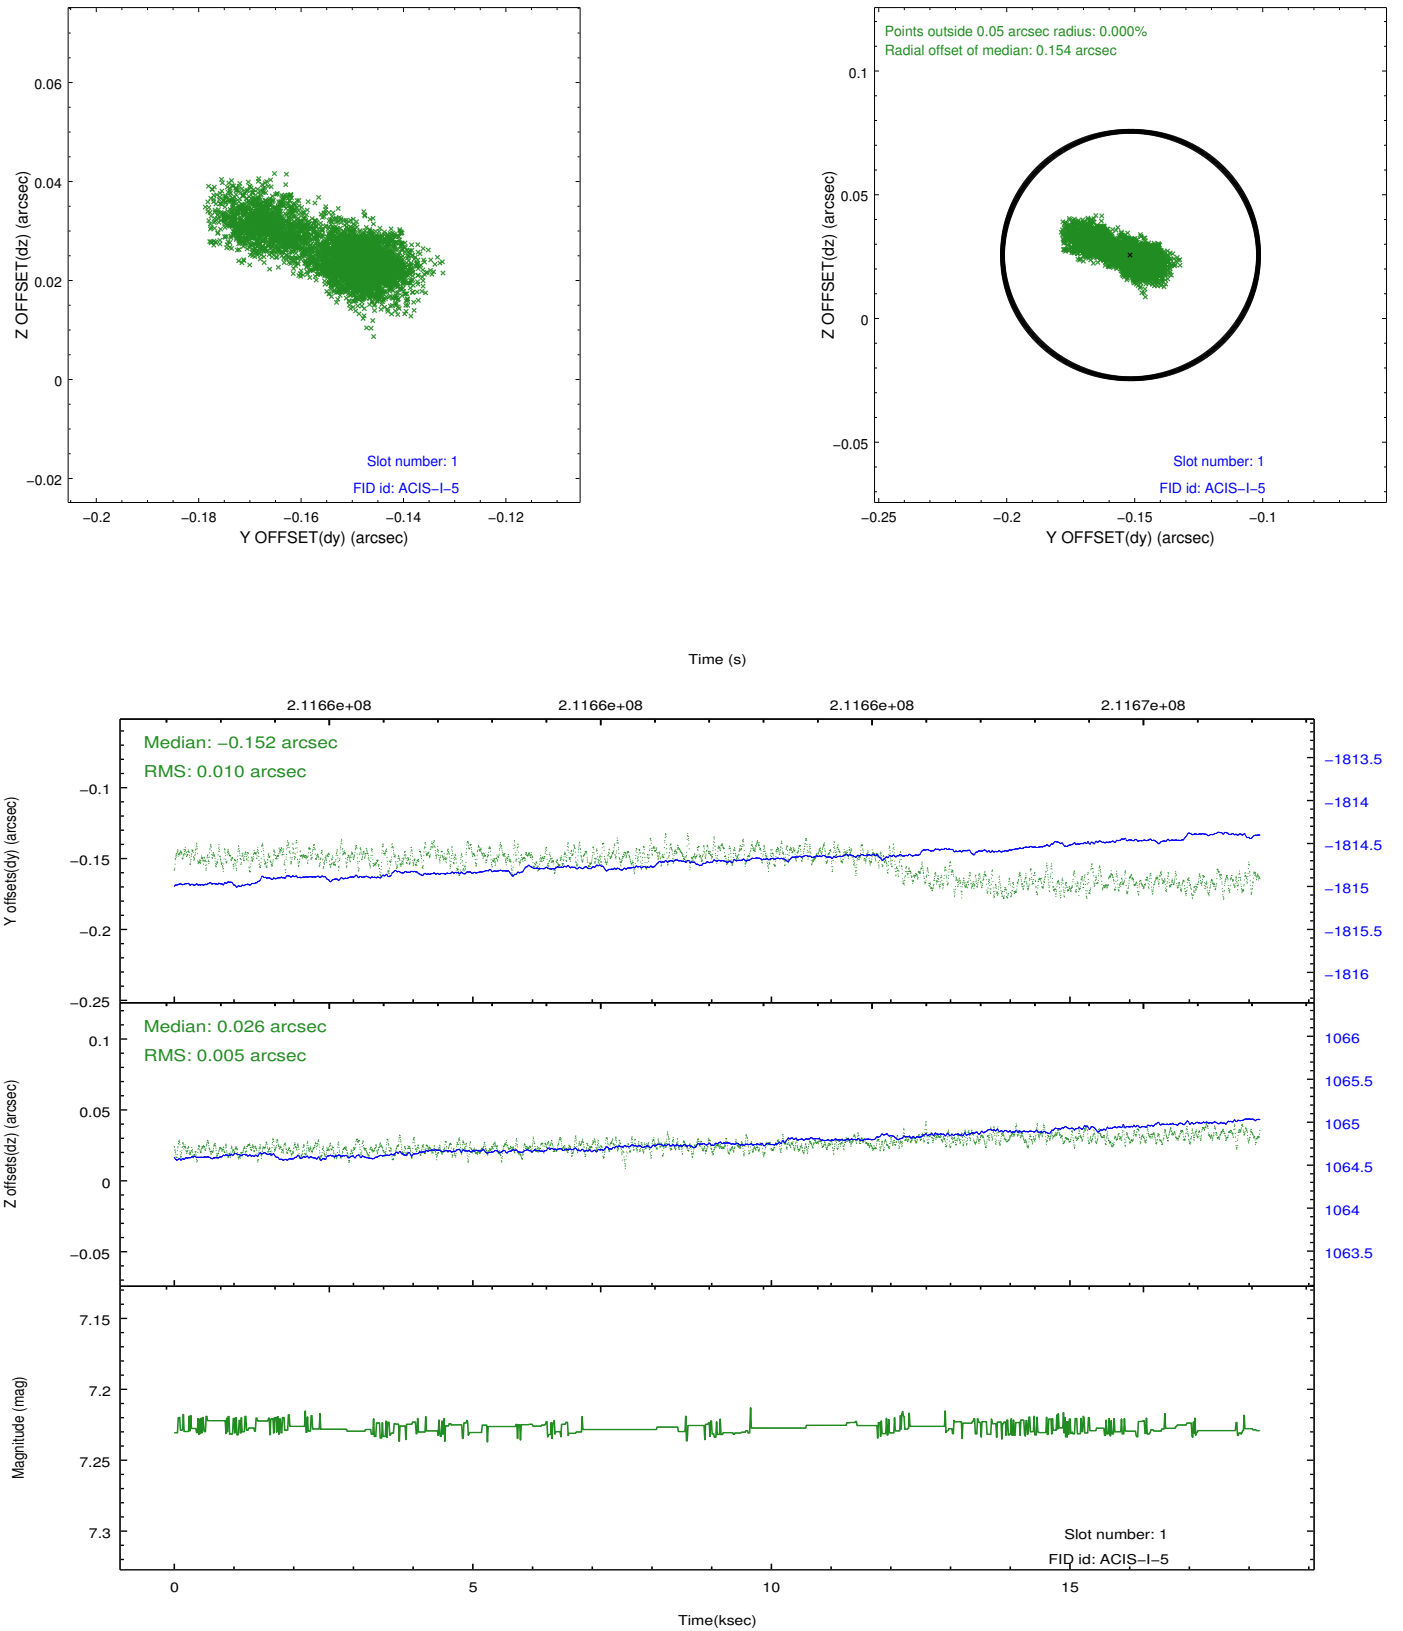 0.06
0.04
0.02
0
−0.02
Z OFFSET(dz) (arcsec)
Slot number: 1
FID id: ACIS−I−5
−0.2
−0.18
−0.16
−0.14
−0.12
Y OFFSET(dy) (arcsec)
Points outside 0.05 arcsec radius: 0.000%
Radial offset of median: 0.154 arcsec
0.1
0.05
0
−0.05
Z OFFSET(dz) (arcsec)
Slot number: 1
FID id: ACIS−I−5
−0.25
−0.2
−0.15
−0.1
Y OFFSET(dy) (arcsec)
Time (s)
2.1166e+08
2.1166e+08
2.1166e+08
2.1167e+08
Median: −0.152 arcsec
RMS: 0.010 arcsec
−0.1
−0.15
−0.2
−0.25
Y offsets(dy) (arcsec)
−1813.5
−1814
−1814.5
−1815
−1815.5
−1816
Median: 0.026 arcsec
RMS: 0.005 arcsec
0.1
0.05
0
−0.05
Z offsets(dz) (arcsec)
1066
1065.5
1065
1064.5
1064
1063.5
7.15
7.2
7.25
7.3
Magnitude (mag)
Slot number: 1
FID id: ACIS−I−5
0
5
10
15
Time(ksec)